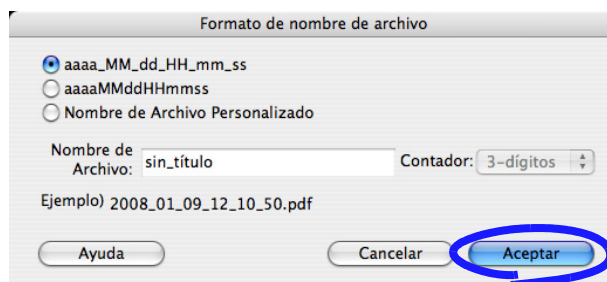 Formato de nombre de archivo
aaaa_MM_dd_HH_mm_ss
aaaaMMddHHmmss
Nombre de Archivo Personalizado
Nombre de
Archivo: sin_título Contador: 3-dígitos
Ejemplo) 2008_01_09_12_10_50.pdf
Ayuda Cancelar Aceptar